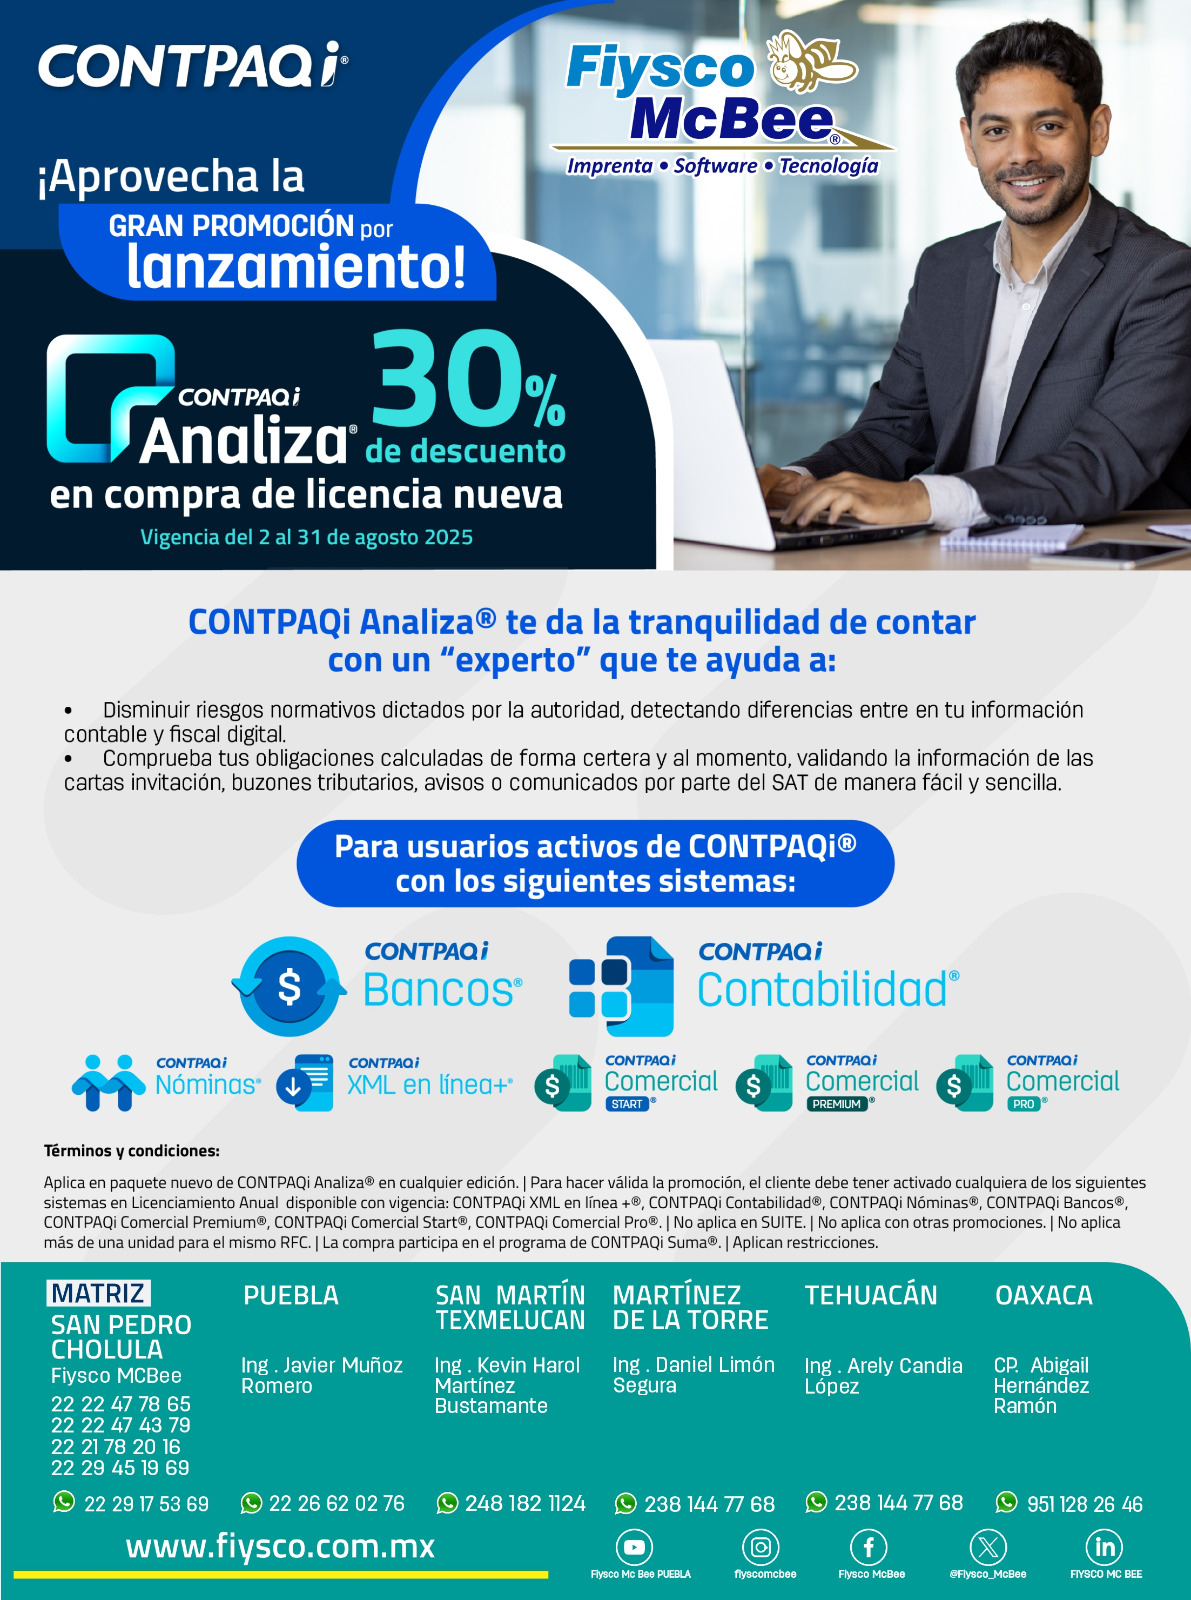 CONTPAQi®
Fiysco
McBee®
Imprenta • Software • Tecnología
¡Aprovecha la
GRAN PROMOCIÓN por
lanzamiento!
CONTPAQi
Analiza®
30%
de descuento
en compra de licencia nueva
Vigencia del 2 al 31 de agosto 2025
CONTPAQi Analiza® te da la tranquilidad de contar
con un “experto” que te ayuda a:
• Disminuir riesgos normativos dictados por la autoridad, detectando diferencias entre en tu información
contable y fiscal digital.
• Comprueba tus obligaciones calculadas de forma certera y al momento, validando la información de las
cartas invitación, buzones tributarios, avisos o comunicados por parte del SAT de manera fácil y sencilla.
Para usuarios activos de CONTPAQi®
con los siguientes sistemas:
$
CONTPAQi
Bancos®
CONTPAQi
Contabilidad®
CONTPAQi
Nóminas®
CONTPAQi
XML en línea+®
$
CONTPAQi
Comercial
START®
$
CONTPAQi
Comercial
PREMIUM®
$
CONTPAQi
Comercial
PRO®
Términos y condiciones:
Aplica en paquete nuevo de CONTPAQi Analiza® en cualquier edición. | Para hacer válida la promoción, el cliente debe tener activado cualquiera de los siguientes
sistemas en Licenciamiento Anual disponible con vigencia: CONTPAQi XML en línea +®, CONTPAQi Contabilidad®, CONTPAQi Nóminas®, CONTPAQi Bancos®,
CONTPAQi Comercial Premium®, CONTPAQi Comercial Start®, CONTPAQi Comercial Pro®. | No aplica en SUITE. | No aplica con otras promociones. | No aplica
más de una unidad para el mismo RFC. | La compra participa en el programa de CONTPAQi Suma®. | Aplican restricciones.
MATRIZ
SAN PEDRO
CHOLULA
Fiysco MCBee
22 22 47 78 65
22 22 47 43 79
22 21 78 20 16
22 29 45 19 69
22 29 17 53 69
PUEBLA
Ing . Javier Muñoz
Romero
22 26 62 02 76
SAN MARTÍN
TEXMELUCAN
Ing . Kevin Harol
Martínez
Bustamante
248 182 1124
MARTÍNEZ
DE LA TORRE
Ing . Daniel Limón
Segura
238 144 77 68
TEHUACÁN
Ing . Arely Candia
López
238 144 77 68
OAXACA
CP. Abigail
Hernández
Ramón
951 128 26 46
www.fiysco.com.mx
Fiysco Mc Bee PUEBLA
fiyscomcbee
Fiysco McBee
@Fiysco_McBee
FIYSCO MC BEE